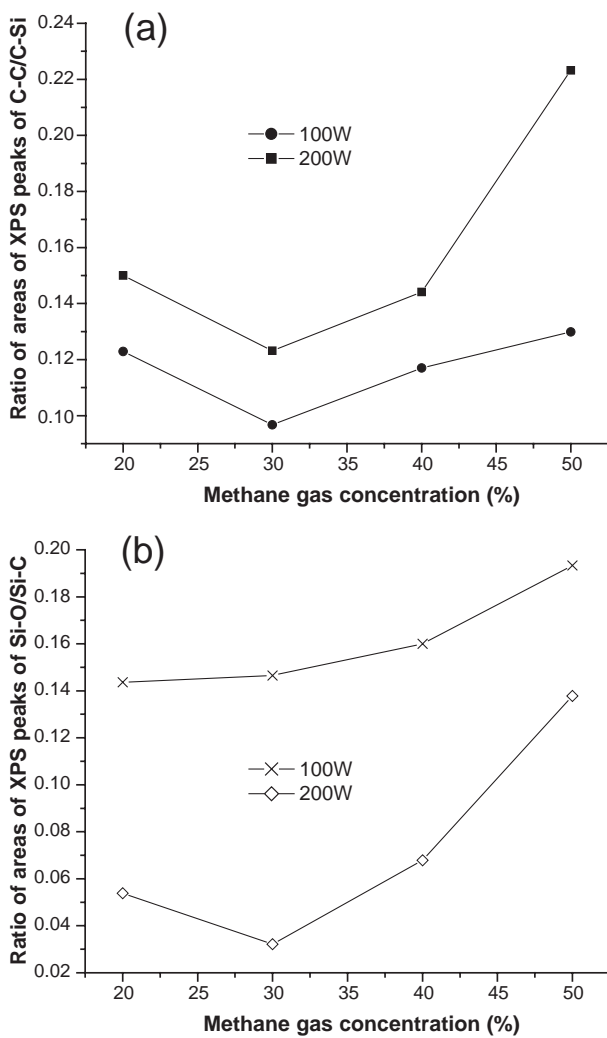 (a)
Ratio of areas of XPS peaks of C-C/C-Si
0.24
0.22
0.20
0.18
0.16
0.14
0.12
0.10
100W
200W
20 25 30 35 40 45 50
Methane gas concentration (%)
(b)
Ratio of areas of XPS peaks of Si-O/Si-C
0.20
0.18
0.16
0.14
0.12
0.10
0.08
0.06
0.04
0.02
100W
200W
20 25 30 35 40 45 50
Methane gas concentration (%)